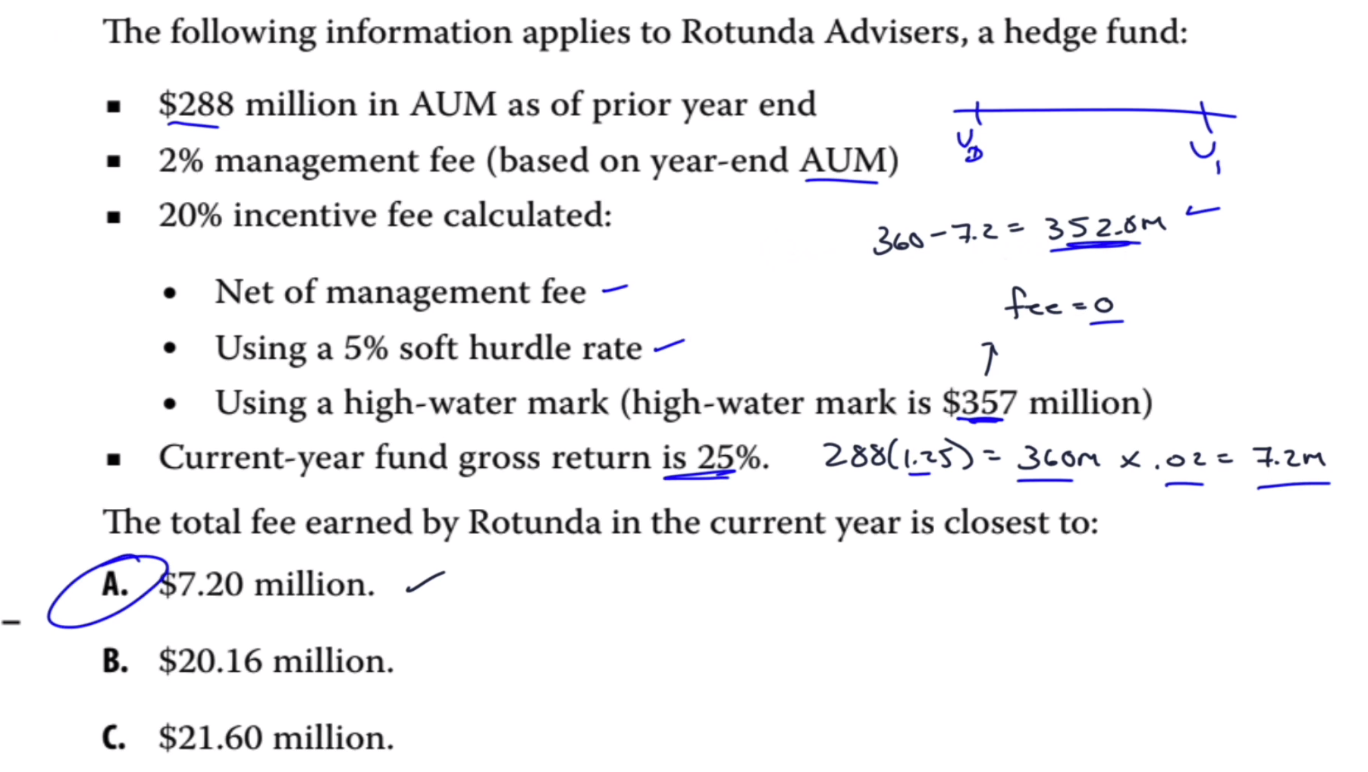 The following information applies to Rotunda Advisers, a hedge fund:
▪ $288 million in AUM as of prior year end
▪ 2% management fee (based on year-end AUM)
V0 V1
▪ 20% incentive fee calculated:
360 - 7.2 = 352.8M
• Net of management fee
fee = 0
• Using a 5% soft hurdle rate
• Using a high-water mark (high-water mark is $357 million)
▪ Current-year fund gross return is 25%. 288(1.25) = 360M x .02 = 7.2M
The total fee earned by Rotunda in the current year is closest to:
A. $7.20 million.
B. $20.16 million.
C. $21.60 million.